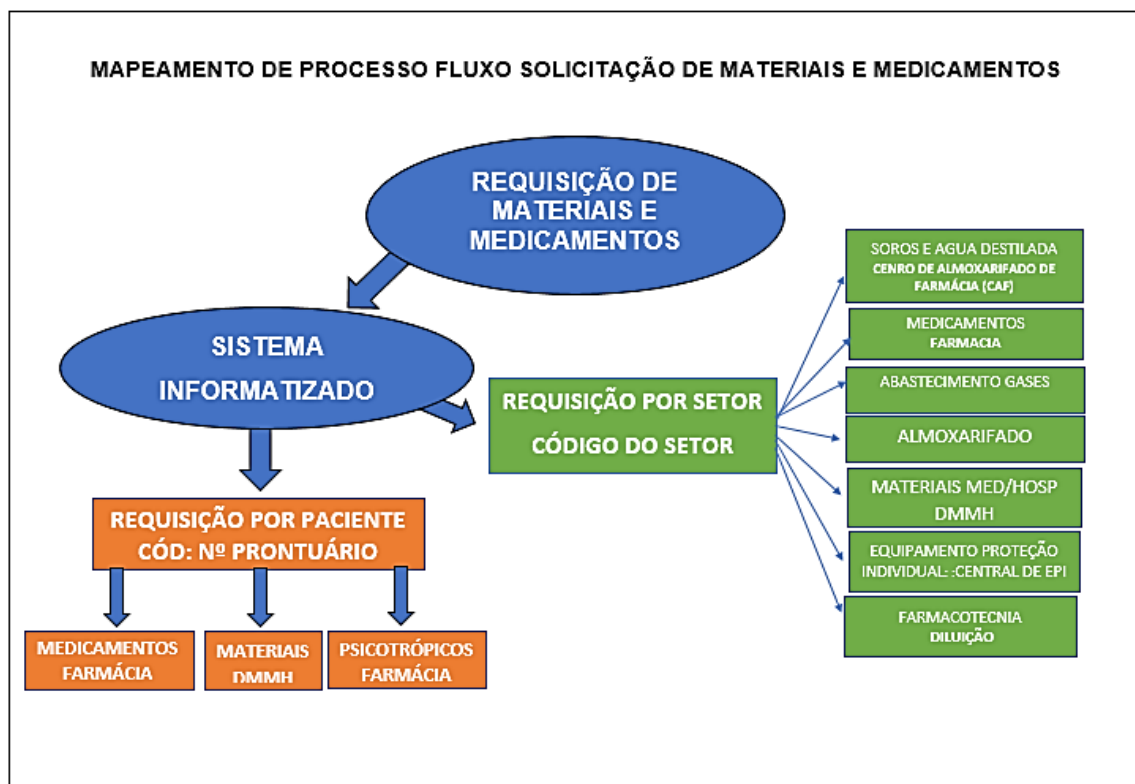 MAPEAMENTO DE PROCESSO FLUXO SOLICITAÇÃO DE MATERIAIS E MEDICAMENTOS
REQUISIÇÃO DE
MATERIAIS E
MEDICAMENTOS
SISTEMA
INFORMATIZADO
REQUISIÇÃO POR PACIENTE
CÓD: Nº PRONTUÁRIO
MEDICAMENTOS
FARMÁCIA
MATERIAIS
DMMH
PSICOTRÓPICOS
FARMÁCIA
REQUISIÇÃO POR SETOR
CÓDIGO DO SETOR
SOROS E AGUA DESTILADA
CENRO DE ALMOXARIFADO DE
FARMÁCIA (CAF)
MEDICAMENTOS
FARMACIA
ABASTECIMENTO GASES
ALMOXARIFADO
MATERIAIS MED/HOSP
DMMH
EQUIPAMENTO PROTEÇÃO
INDIVIDUAL: :CENTRAL DE EPI
FARMACOTECNIA
DILUIÇÃO